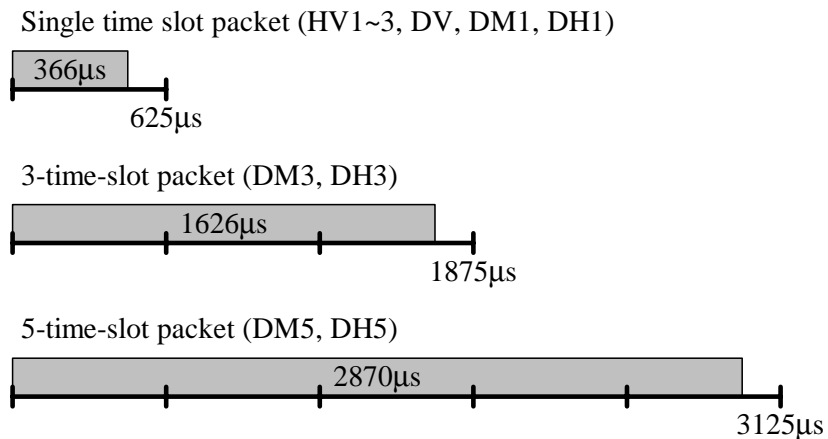 Single time slot packet (HV1~3, DV, DM1, DH1)
366μs
625μs
3-time-slot packet (DM3, DH3)
1626μs
1875μs
5-time-slot packet (DM5, DH5)
2870μs
3125μs